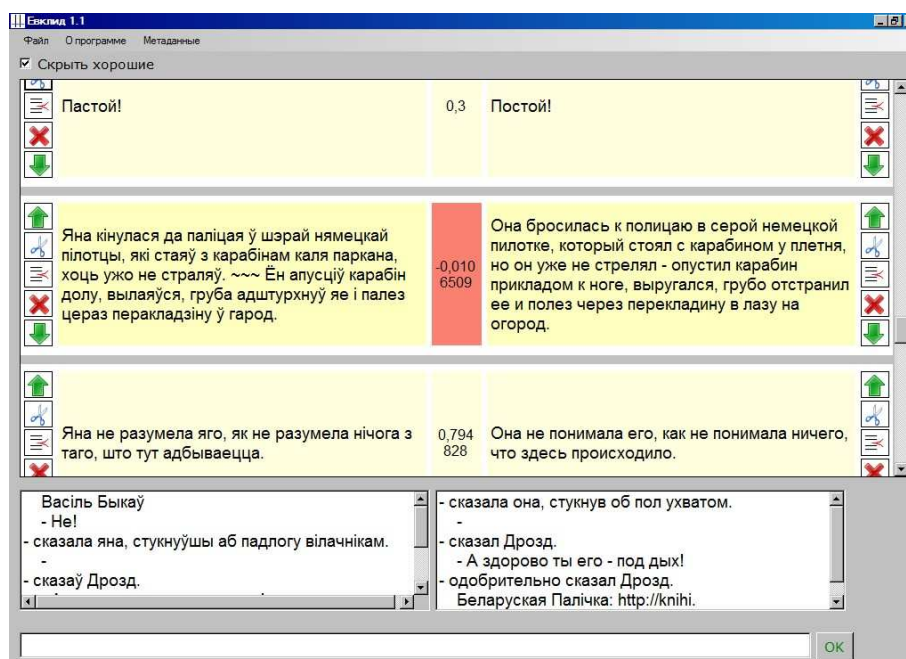 Евклид 1.1
Файл О программе Метаданные
Скрыть хорошие
Пастой!
0,3
Постой!
Яна кінулася да паліцая ў шэрай нямецкай
пілотцы, які стаяў з карабінам каля паркана,
хоць ужо не страляў. ~~~ Ён апусціў карабін
долу, вылаяўся, груба адштурхнуў яе і палез
цераз перакладзіну ў гарод.
-0,010
6509
Она бросилась к полицаю в серой немецкой
пилотке, который стоял с карабином у плетня,
но он уже не стрелял - опустил карабин
прикладом к ноге, выругался, грубо отстранил
ее и полез через перекладину в лазу на
огород.
Яна не разумела яго, як не разумела нічога з
таго, што тут адбываецца.
0,794
828
Она не понимала его, как не понимала ничего,
что здесь происходило.
Васіль Быкаў
- Не!
- сказала яна, стукнуўшы аб падлогу вілачнікам.
-
- сказаў Дрозд.
- сказала она, стукнув об пол ухватом.
-
- сказал Дрозд.
- А здорово ты его - под дых!
- одобрительно сказал Дрозд.
Беларуская Палічка: http://knihi.
OK